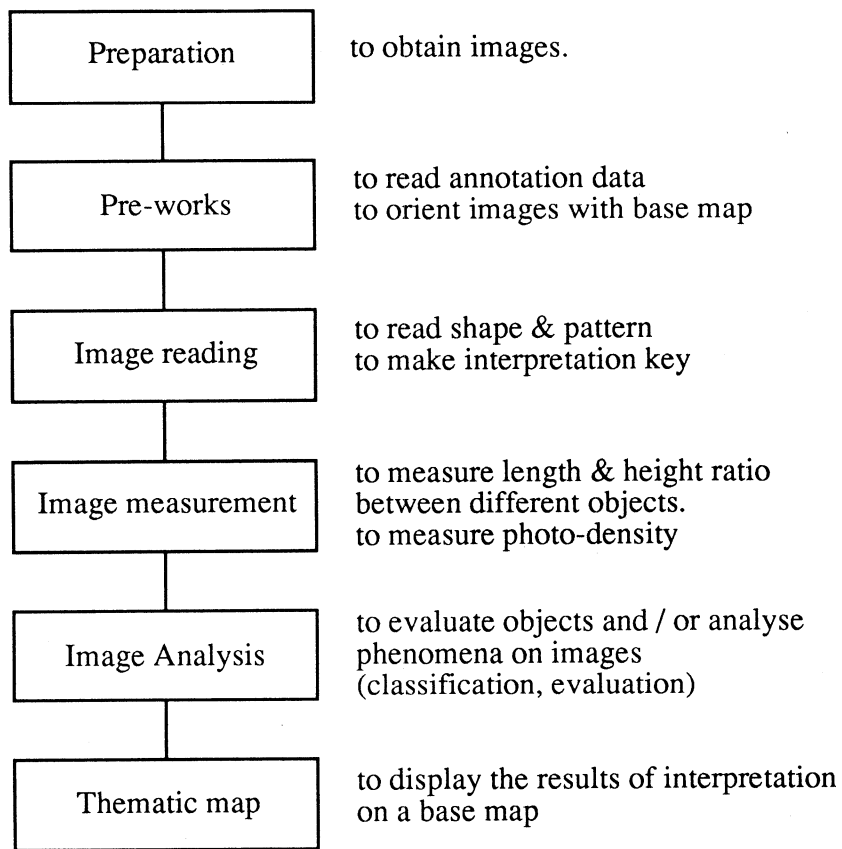 Preparation
to obtain images.
Pre-works
to read annotation data
to orient images with base map
Image reading
to read shape & pattern
to make interpretation key
Image measurement
to measure length & height ratio
between different objects.
to measure photo-density
Image Analysis
to evaluate objects and / or analyse
phenomena on images
(classification, evaluation)
Thematic map
to display the results of interpretation
on a base map